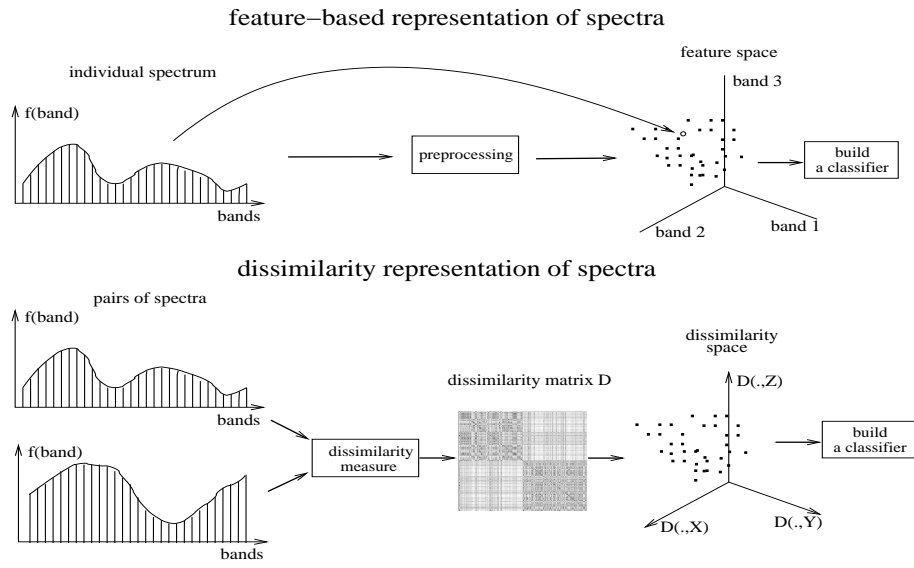 feature–based representation of spectra
individual spectrum
f(band)
bands
preprocessing
feature space
band 3
band 2
band 1
build
a classifier
dissimilarity representation of spectra
pairs of spectra
f(band)
bands
f(band)
bands
dissimilarity
measure
dissimilarity matrix D
dissimilarity
space
D(.,Z)
D(.,X)
D(.,Y)
build
a classifier